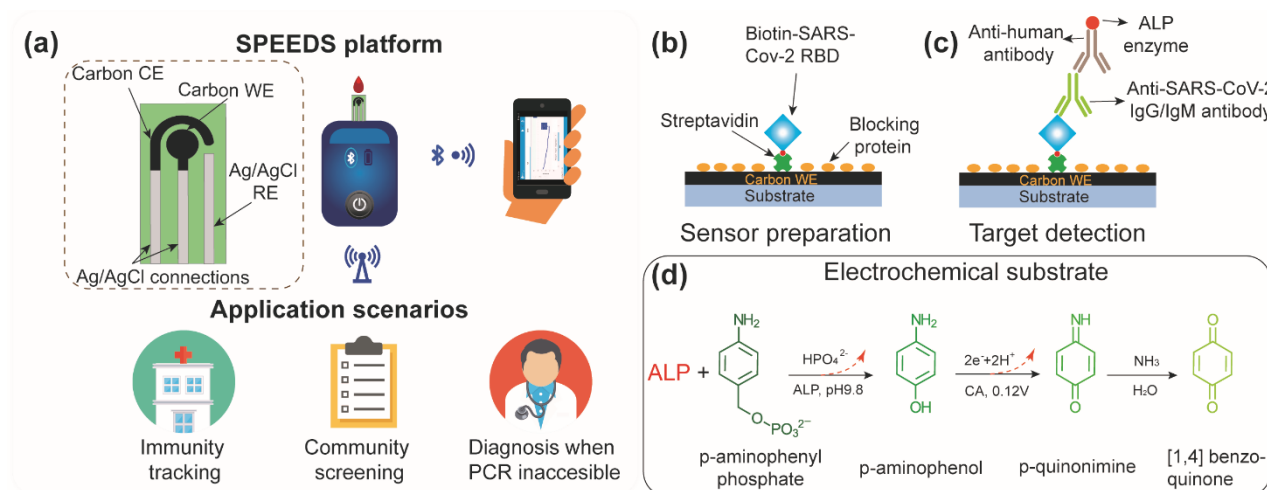 (a)
SPEEDS platform
Carbon CE
Carbon WE
Ag/AgCl
RE
Ag/AgCl connections
Application scenarios
Immunity
tracking
Community
screening
Diagnosis when
PCR inaccesible
(b)
Biotin-SARS-
Cov-2 RBD
Streptavidin
Blocking
protein
Carbon WE
Substrate
Sensor preparation
(c)
Anti-human
antibody
ALP
enzyme
Anti-SARS-CoV-2
IgG/IgM antibody
Carbon WE
Substrate
Target detection
(d)
Electrochemical substrate
ALP +
NH₂
O
PO₃²⁻
HPO₄²⁻
ALP, pH9.8
NH₂
OH
2e⁻+2H⁺
CA, 0.12V
NH
O
NH₃
H₂O
O
O
p-aminophenyl
phosphate
p-aminophenol
p-quinonimine
[1,4] benzo-
quinone